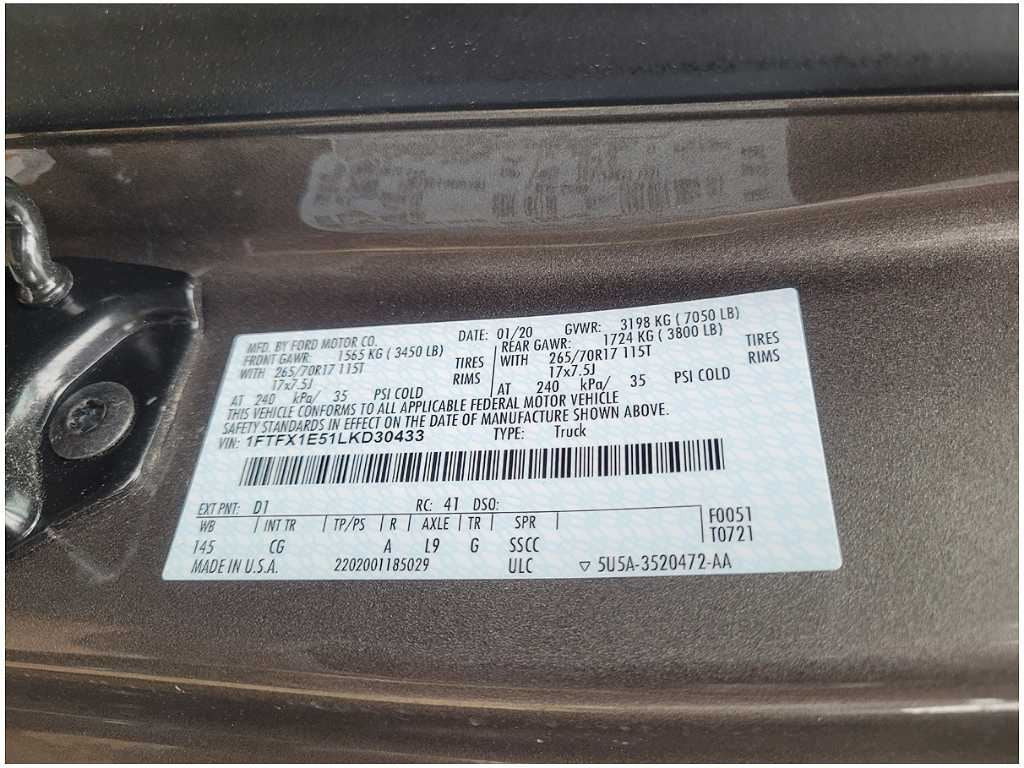 MFD. BY FORD MOTOR CO. DATE: 01/20 GVWR: 3198 KG ( 7050 LB)
FRONT GAWR: 1565 KG ( 3450 LB) REAR GAWR: 1724 KG ( 3800 LB)
WITH 265/70R17 115T TIRES WITH 265/70R17 115T TIRES
17x7.5J RIMS 17x7.5J RIMS
AT 240 kPa/ 35 PSI COLD AT 240 kPa/ 35 PSI COLD
THIS VEHICLE CONFORMS TO ALL APPLICABLE FEDERAL MOTOR VEHICLE
SAFETY STANDARDS IN EFFECT ON THE DATE OF MANUFACTURE SHOWN ABOVE.
VIN: 1FTFX1E51LKD30433 TYPE: Truck
EXT PNT: D1 RC: 41 DSO: F0051
WB INT TR TP/PS R AXLE TR SPR T0721
145 CG A L9 G SSCC
MADE IN U.S.A. 2202001185029 ULC ▽ 5U5A-3520472-AA